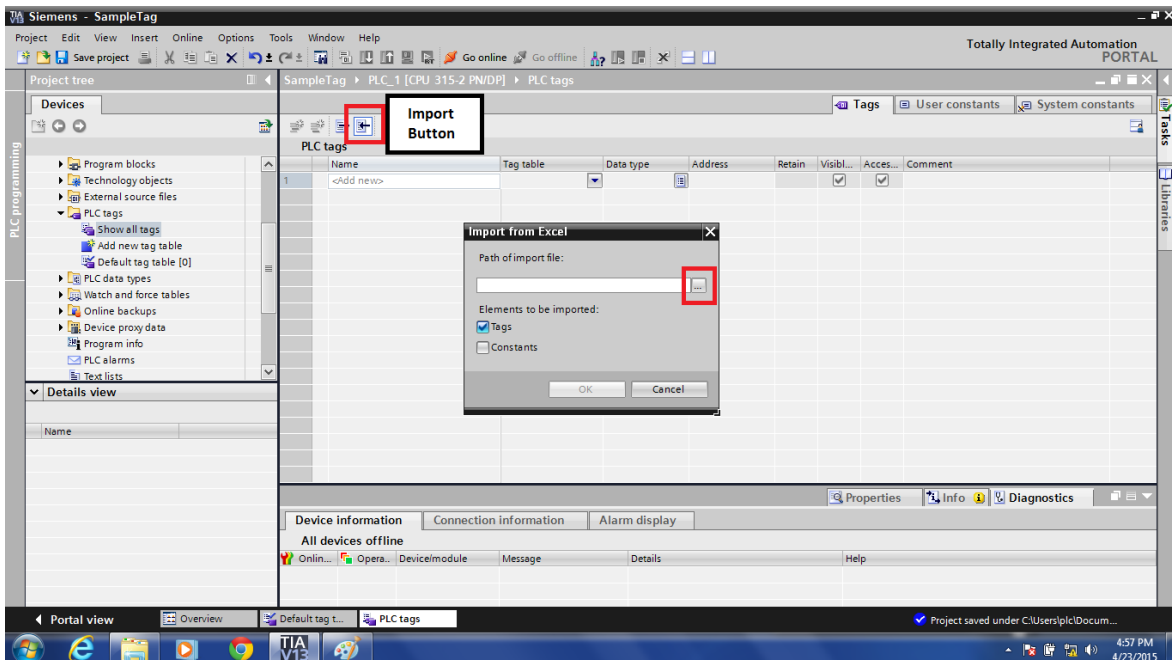 Siemens - SampleTag
Project Edit View Insert Online Options Tools Window Help
Totally Integrated Automation
PORTAL
Save project Go online Go offline
Project tree
SampleTag PLC_1 [CPU 315-2 PN/DP] PLC tags
Devices
Tags User constants System constants
Import
Button
PLC tags
Name Tag table Data type Address Retain Visibl... Acces... Comment
1 <Add new>
PLC programming
Program blocks
Technology objects
External source files
PLC tags
Show all tags
Add new tag table
Default tag table [0]
PLC data types
Watch and force tables
Online backups
Device proxy data
Program info
PLC alarms
Text lists
Details view
Name
Import from Excel
Path of import file:
...
Elements to be imported:
Tags
Constants
OK Cancel
Tasks
Libraries
Properties Info Diagnostics
Device information Connection information Alarm display
All devices offline
Onlin... Opera... Device/module Message Details Help
Portal view Overview Default tag t... PLC tags
Project saved under C:\Users\plc\Docum...
TIA
V13
4:57 PM
4/23/2015